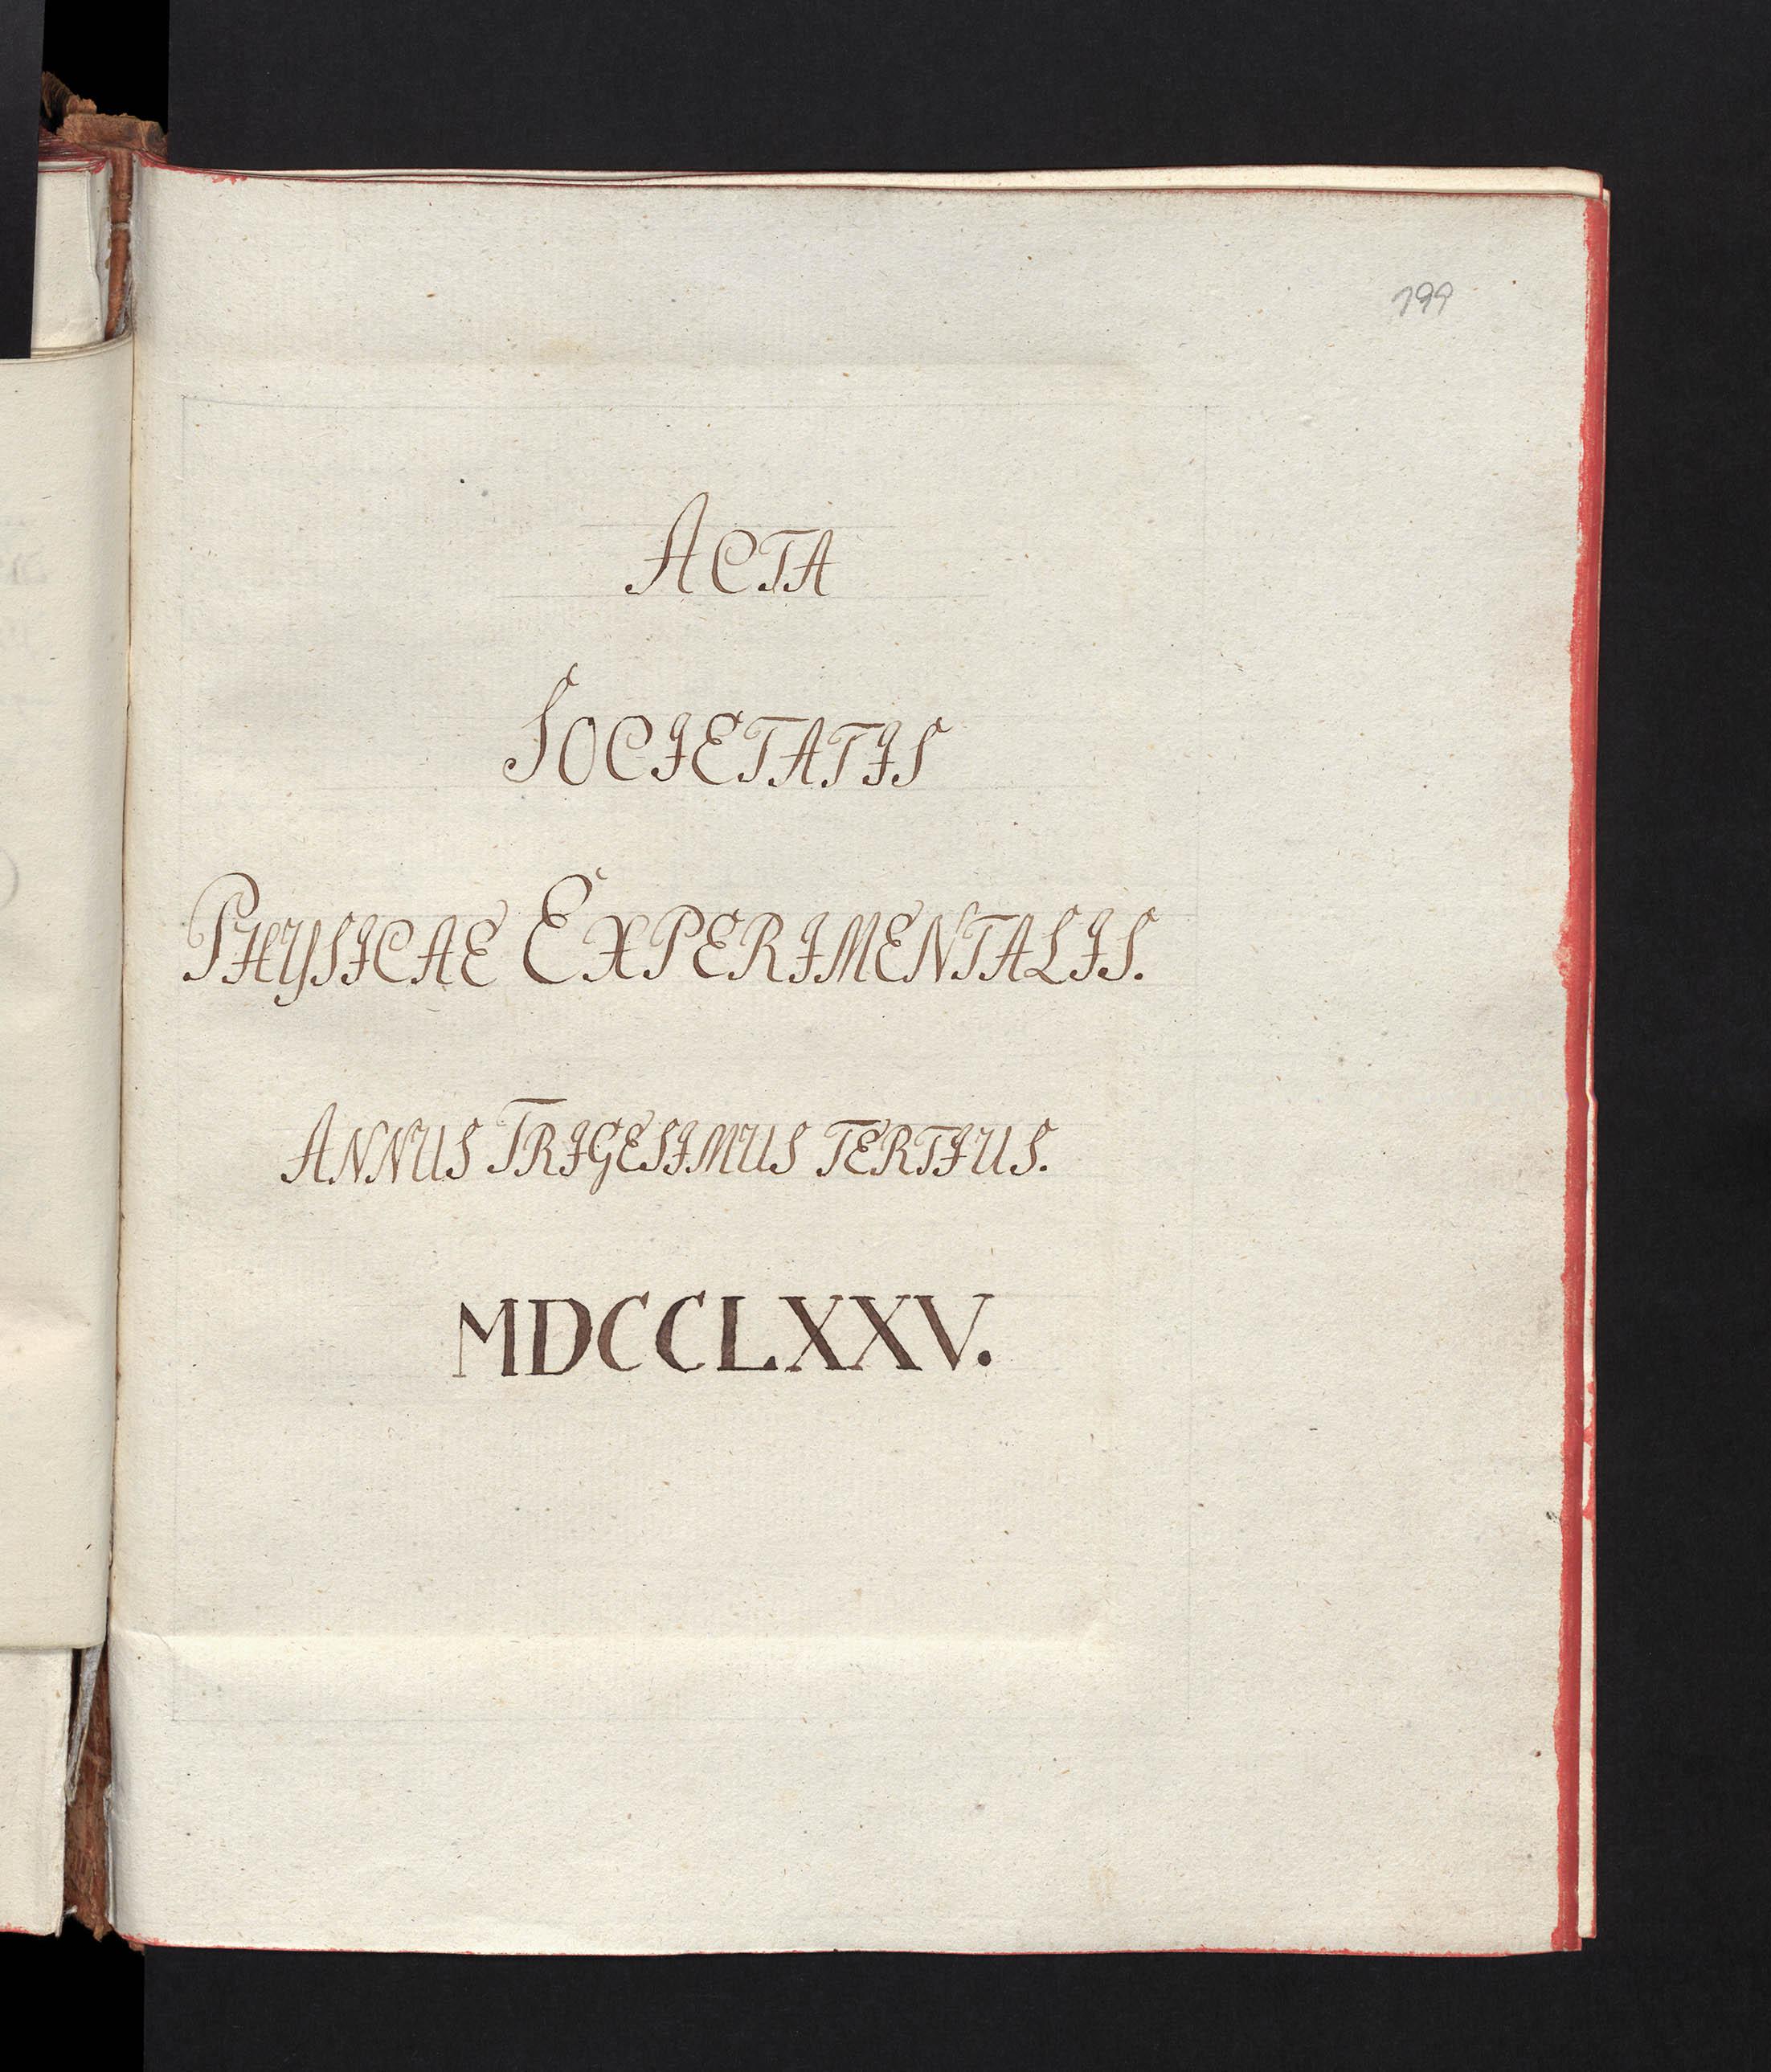 199
ACTA
SOCIETATIS
PHYSICAE EXPERIMENTALIS.
ANNUS TRIGESIMUS TERTIUS.
MDCCLXXV.